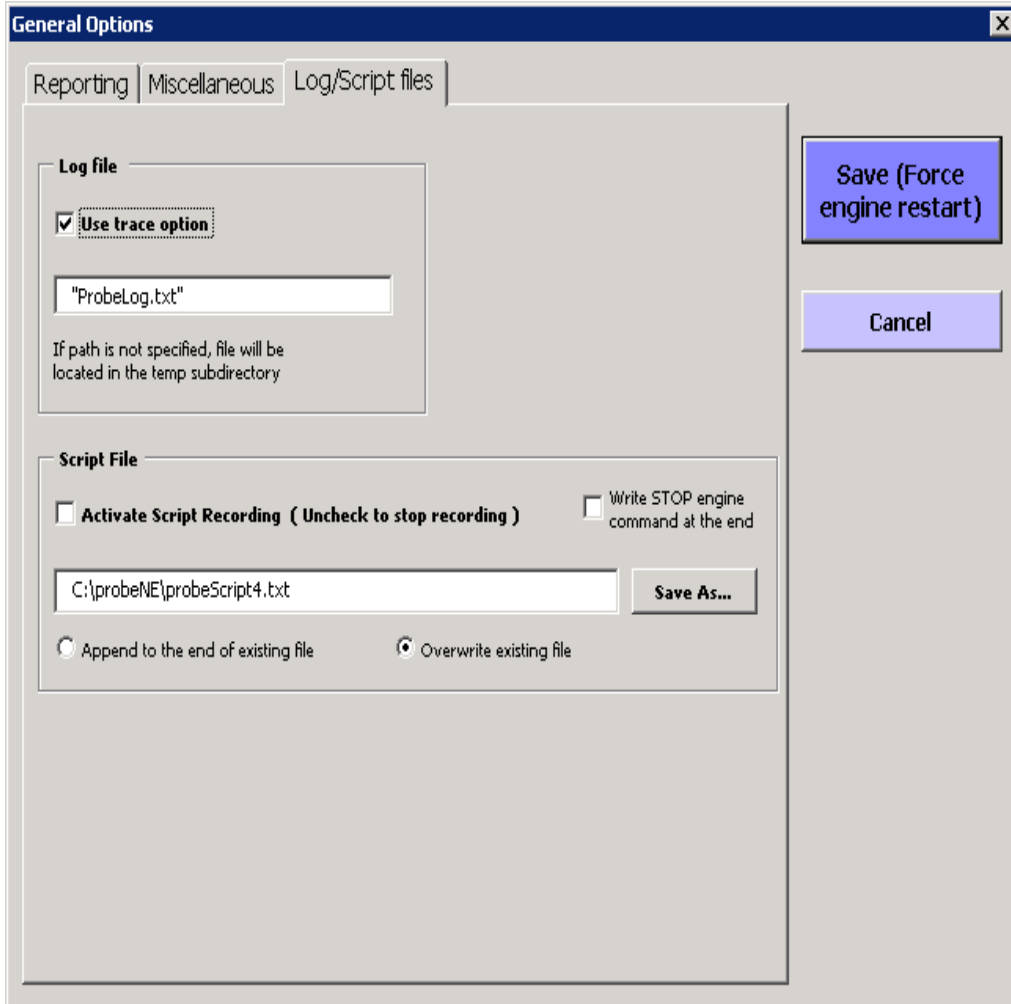 General Options
Reporting
Miscellaneous
Log/Script files
Log file
Use trace option
"ProbeLog.txt"
If path is not specified, file will be
located in the temp subdirectory
Save (Force
engine restart)
Cancel
Script File
Activate Script Recording ( Uncheck to stop recording )
Write STOP engine
command at the end
C:\probeNE\probeScript4.txt
Save As...
Append to the end of existing file
Overwrite existing file